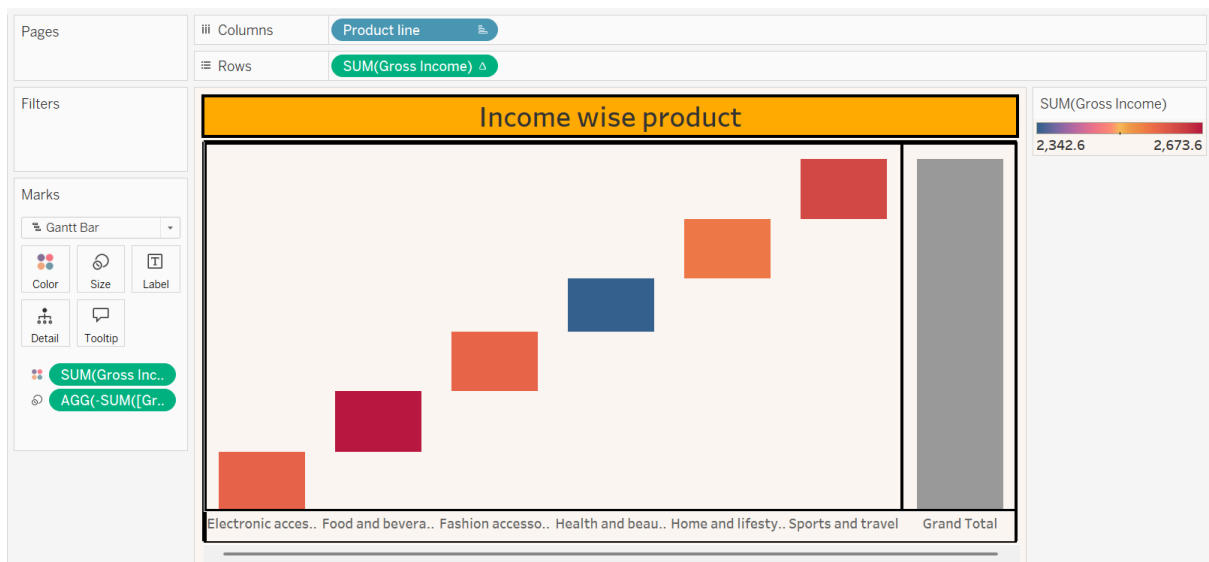 Pages
Columns
Product line
Rows
SUM(Gross Income) Δ
Filters
Income wise product
SUM(Gross Income)
2,342.6 2,673.6
Marks
Gantt Bar
Color Size Label
Detail Tooltip
SUM(Gross Inc..
AGG(-SUM([Gr..
Electronic acces.. Food and bevera.. Fashion accesso.. Health and beau.. Home and lifesty.. Sports and travel Grand Total